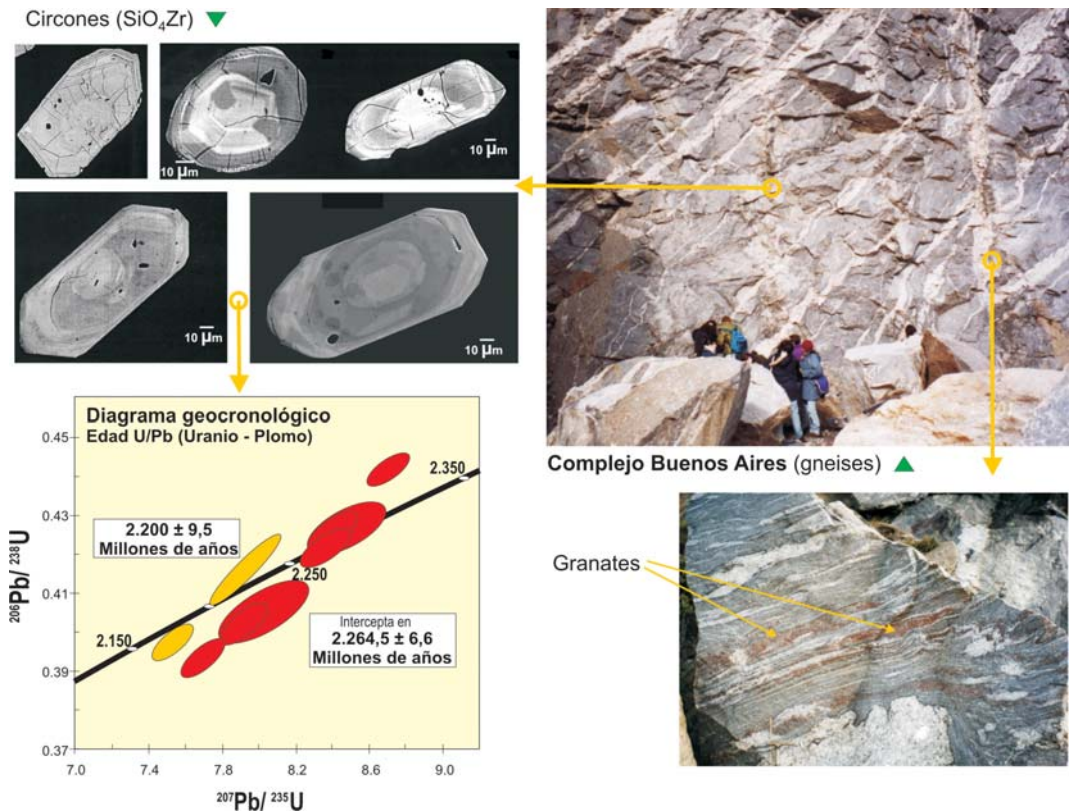 Circones (SiO₄Zr)
10 µm
10 µm
10 µm
10 µm
Complejo Buenos Aires (gneises)
Granates
Diagrama geocronológico
Edad U/Pb (Uranio - Plomo)
0.45
0.43
0.41
0.39
0.37
²⁰⁶Pb/ ²³⁸U
2.350
2.200 ± 9,5
Millones de años
2.250
2.150
Intercepta en
2.264,5 ± 6,6
Millones de años
7.0 7.4 7.8 8.2 8.6 9.0
²⁰⁷Pb/ ²³⁵U